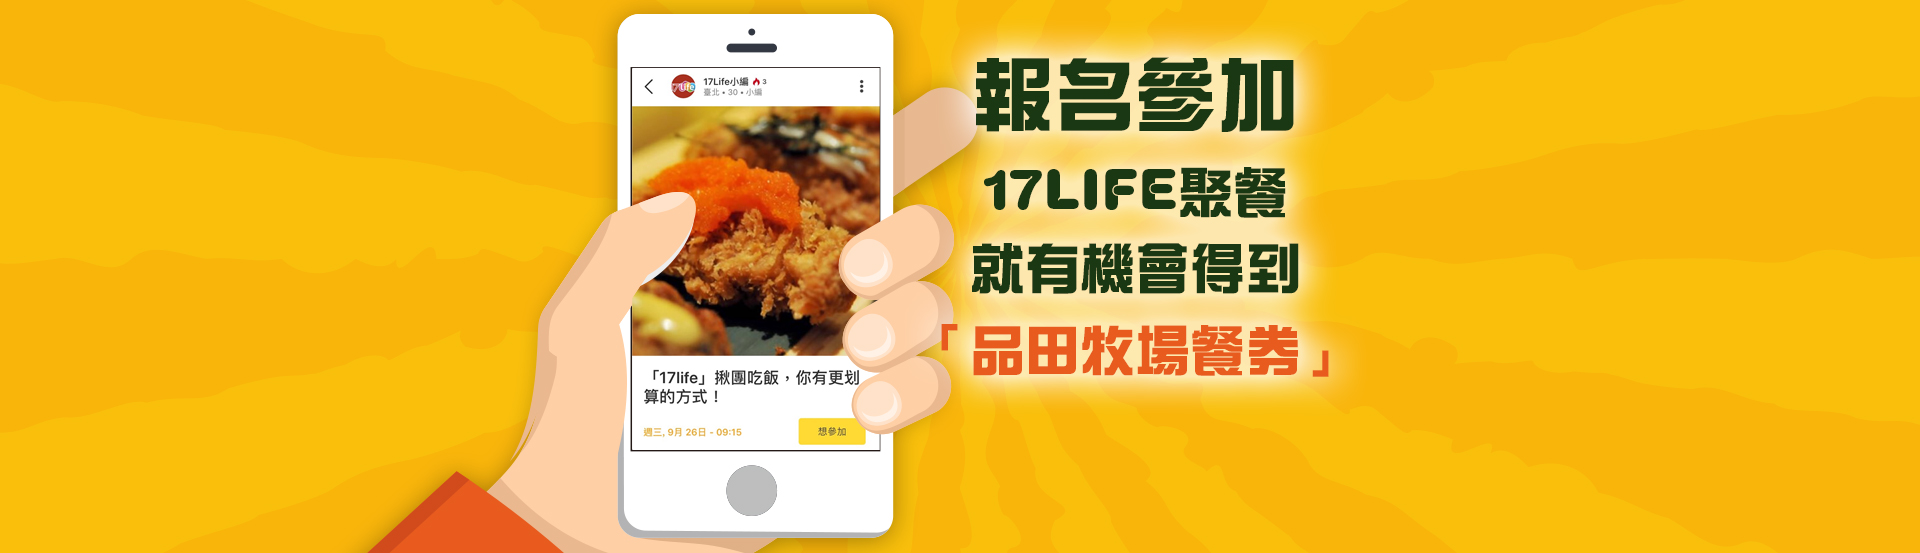 17Life小編 3
臺北 • 30 • 小編
17Life
「17life」揪團吃飯，你有更划
算的方式！
週三, 9月 26日 - 09:15
想參加
報名參加
17LIFE聚餐
就有機會得到
「品田牧場餐券」